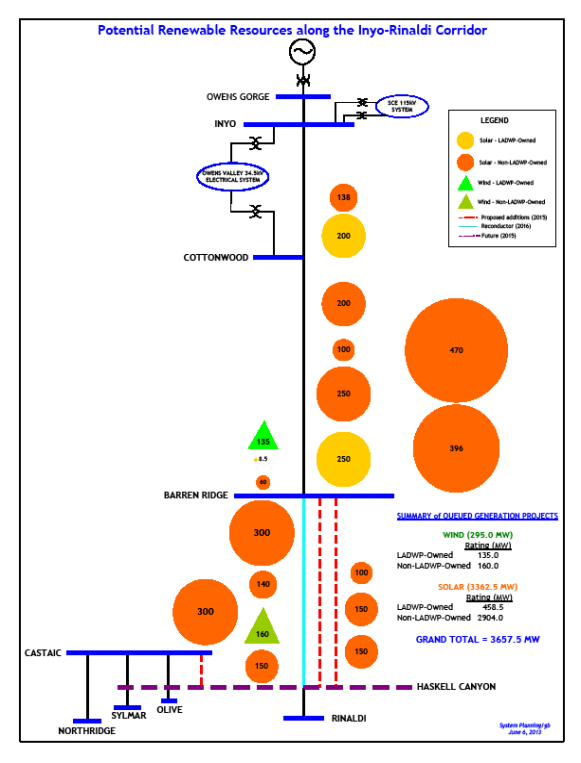 Potential Renewable Resources along the Inyo-Rinaldi Corridor
OWENS GORGE
SCE 115kV
SYSTEM
INYO
LEGEND
Solar - LADWP-Owned
Solar - Non-LADWP-Owned
Wind - LADWP-Owned
Wind - Non-LADWP-Owned
Proposed additions (2015)
Reconductor (2016)
Future (2015)
OWENS VALLEY 34.5kV
ELECTRICAL SYSTEM
138
200
COTTONWOOD
200
100
470
250
135
8.5
250
396
60
BARREN RIDGE
SUMMARY of QUEUED GENERATION PROJECTS
WIND (295.0 MW)
Rating (MW)
LADWP-Owned 135.0
Non-LADWP-Owned 160.0
SOLAR (3362.5 MW)
Rating (MW)
LADWP-Owned 458.5
Non-LADWP-Owned 2904.0
GRAND TOTAL = 3657.5 MW
300
140
100
300
150
160
150
150
CASTAIC
HASKELL CANYON
OLIVE
SYLMAR
NORTHRIDGE
RINALDI
System Planning/gb
June 6, 2013